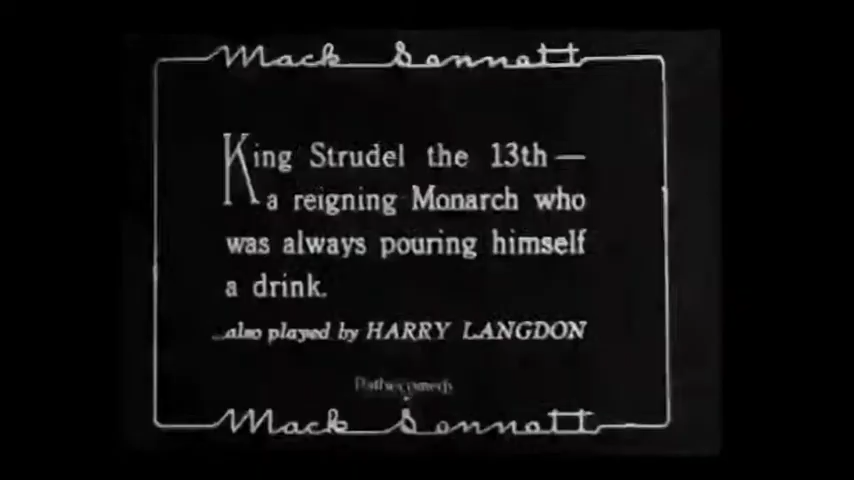 Mack Sennett
King Strudel the 13th —
a reigning Monarch who
was always pouring himself
a drink.
...also played by HARRY LANGDON
Pathécomedy
Mack Sennett